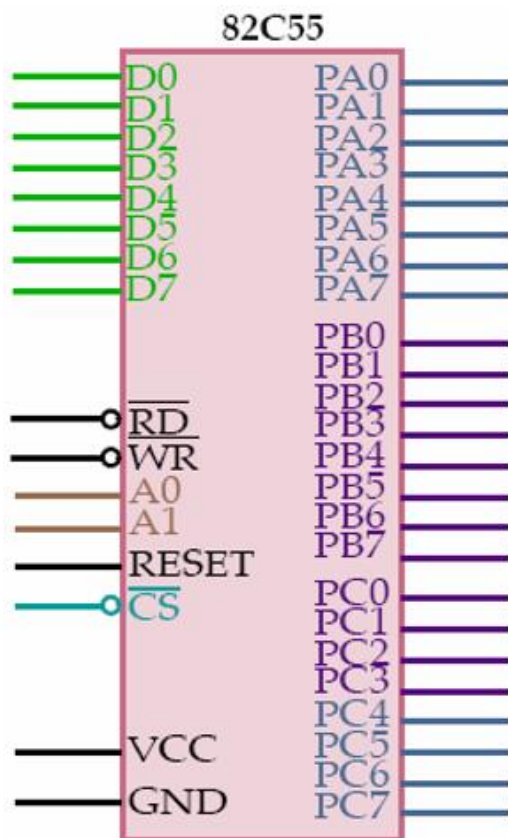 82C55
D0
D1
D2
D3
D4
D5
D6
D7
RD
WR
A0
A1
RESET
CS
VCC
GND
PA0
PA1
PA2
PA3
PA4
PA5
PA6
PA7
PB0
PB1
PB2
PB3
PB4
PB5
PB6
PB7
PC0
PC1
PC2
PC3
PC4
PC5
PC6
PC7